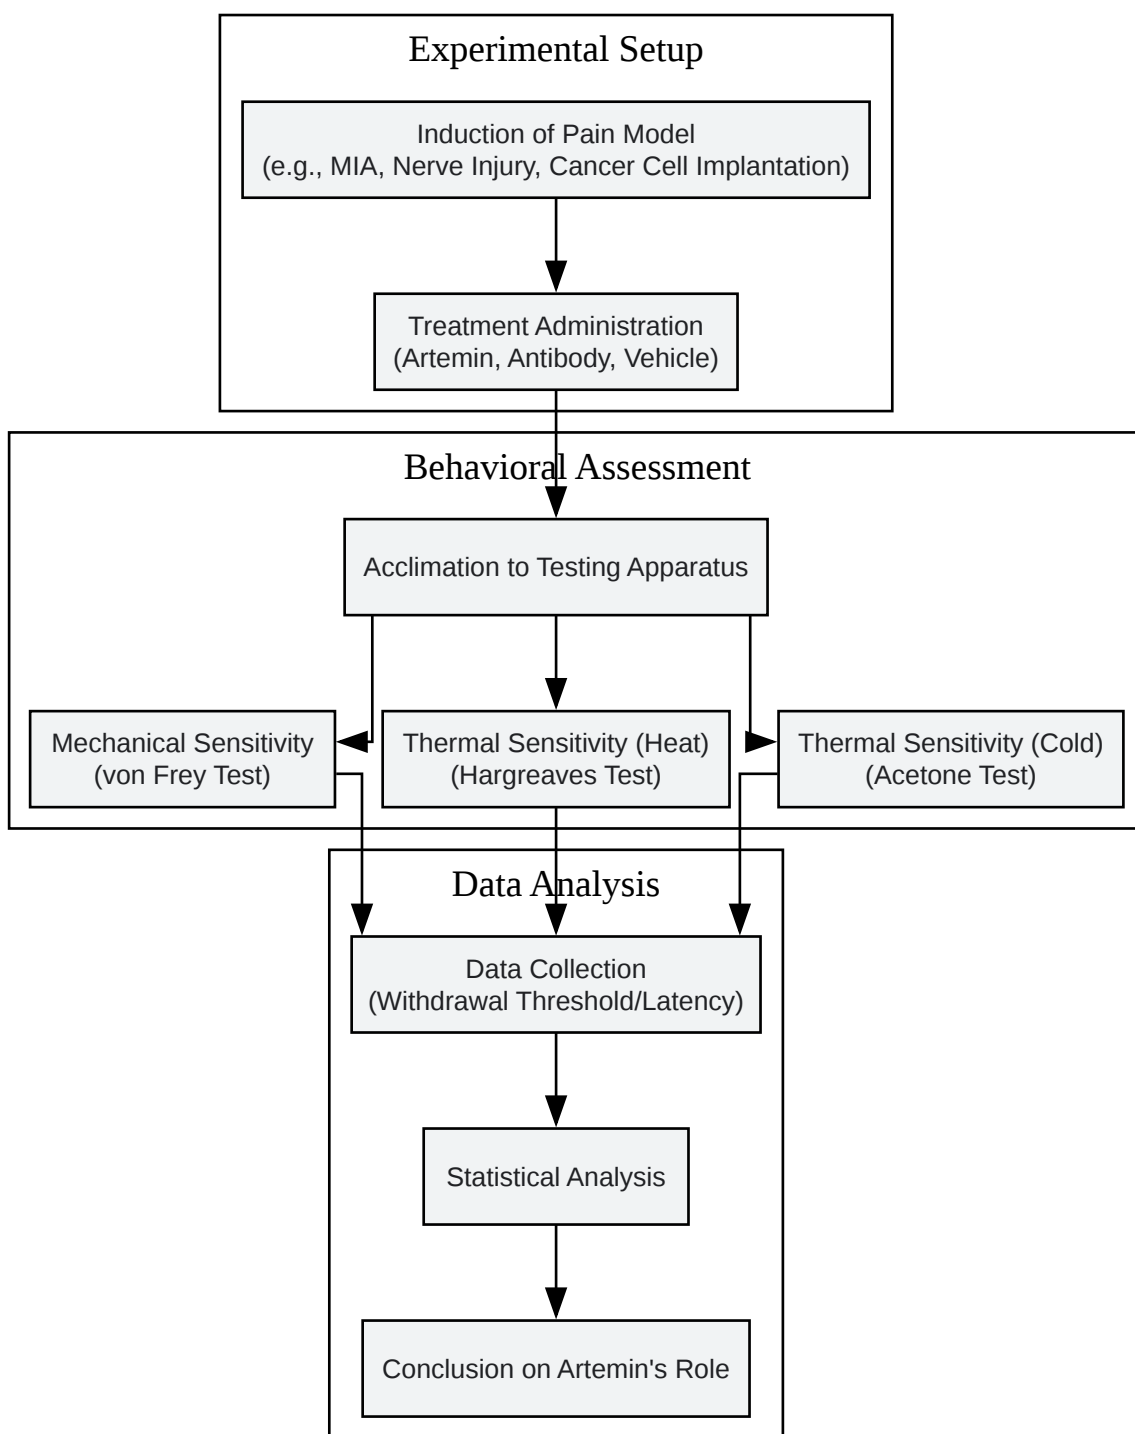 Experimental Setup
Induction of Pain Model
(e.g., MIA, Nerve Injury, Cancer Cell Implantation)
Treatment Administration
(Artemin, Antibody, Vehicle)
Behavioral Assessment
Acclimation to Testing Apparatus
Mechanical Sensitivity
(von Frey Test)
Thermal Sensitivity (Heat)
(Hargreaves Test)
Thermal Sensitivity (Cold)
(Acetone Test)
Data Analysis
Data Collection
(Withdrawal Threshold/Latency)
Statistical Analysis
Conclusion on Artemin's Role